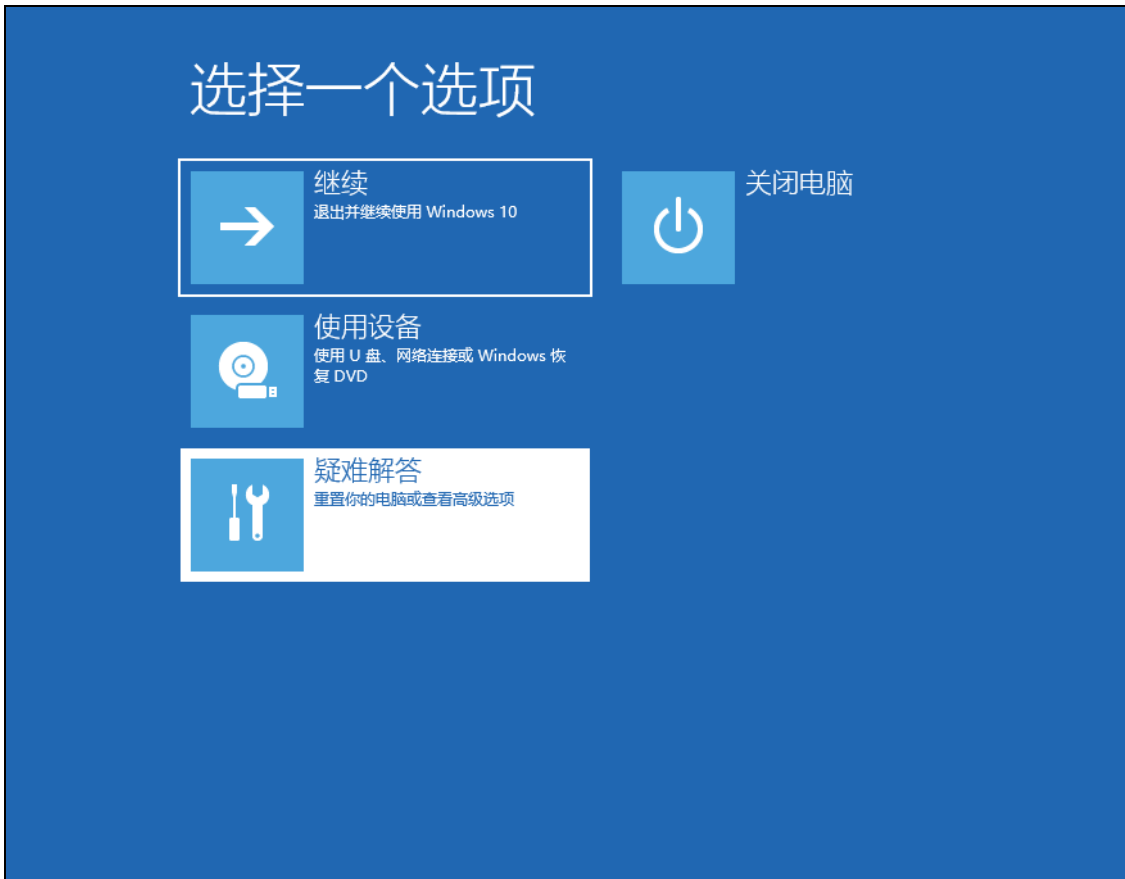 选择一个选项
继续
退出并继续使用 Windows 10
关闭电脑
使用设备
使用 U 盘、网络连接或 Windows 恢
复 DVD
疑难解答
重置你的电脑或查看高级选项